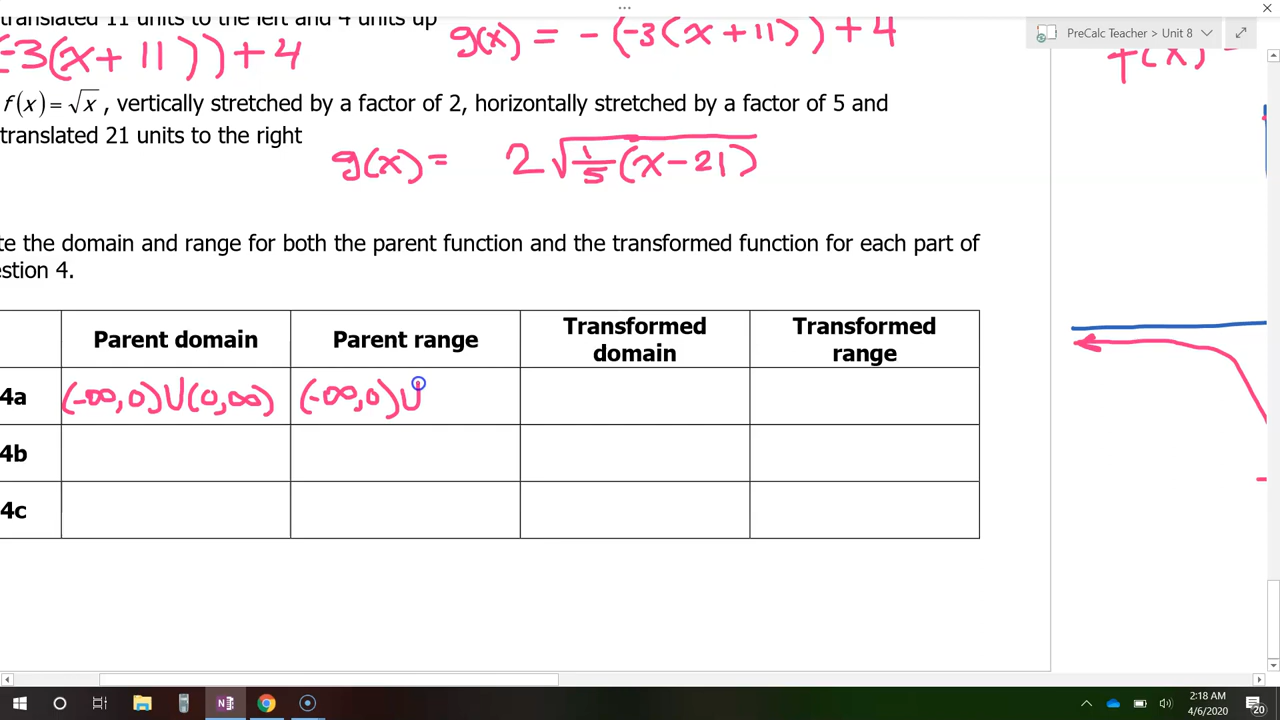 translated 11 units to the left and 4 units up
g(x) = -(-3(x+11))+4
PreCalc Teacher > Unit 8
-3(x+11))+4
f(x) =
f(x) = √x , vertically stretched by a factor of 2, horizontally stretched by a factor of 5 and
translated 21 units to the right
g(x) = 2√(1/5(x-21))
te the domain and range for both the parent function and the transformed function for each part of
estion 4.
Parent domain Parent range Transformed domain Transformed range
4a (-∞,0)U(0,∞) (-∞,0)U
4b
4c
2:18 AM
4/6/2020
20